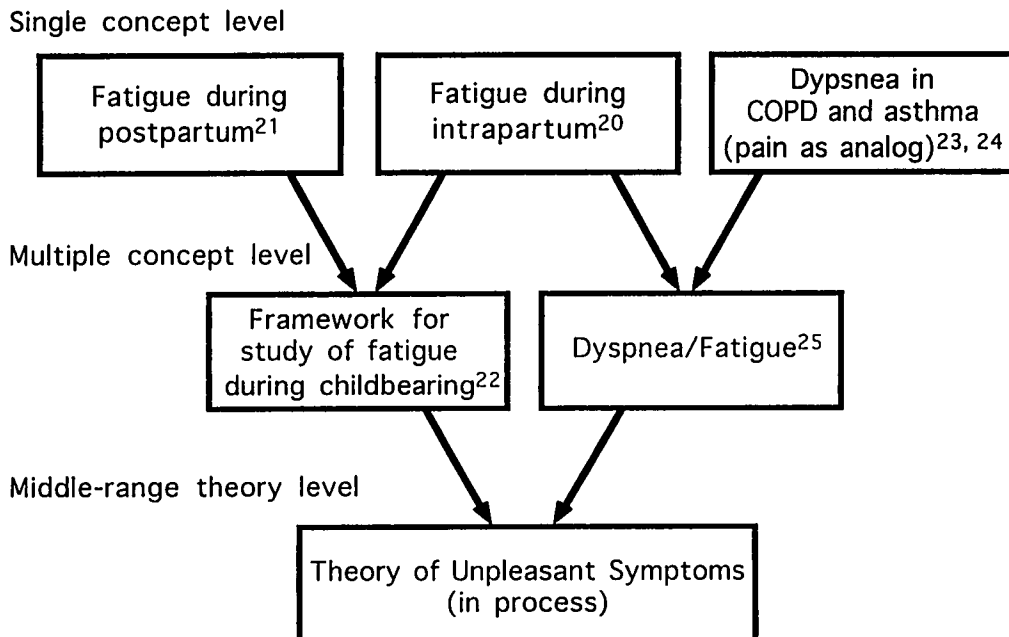 Single concept level
Fatigue during
postpartum21
Fatigue during
intrapartum20
Dypsnea in
COPD and asthma
(pain as analog)23, 24
Multiple concept level
Framework for
study of fatigue
during childbearing22
Dyspnea/Fatigue25
Middle-range theory level
Theory of Unpleasant Symptoms
(in process)